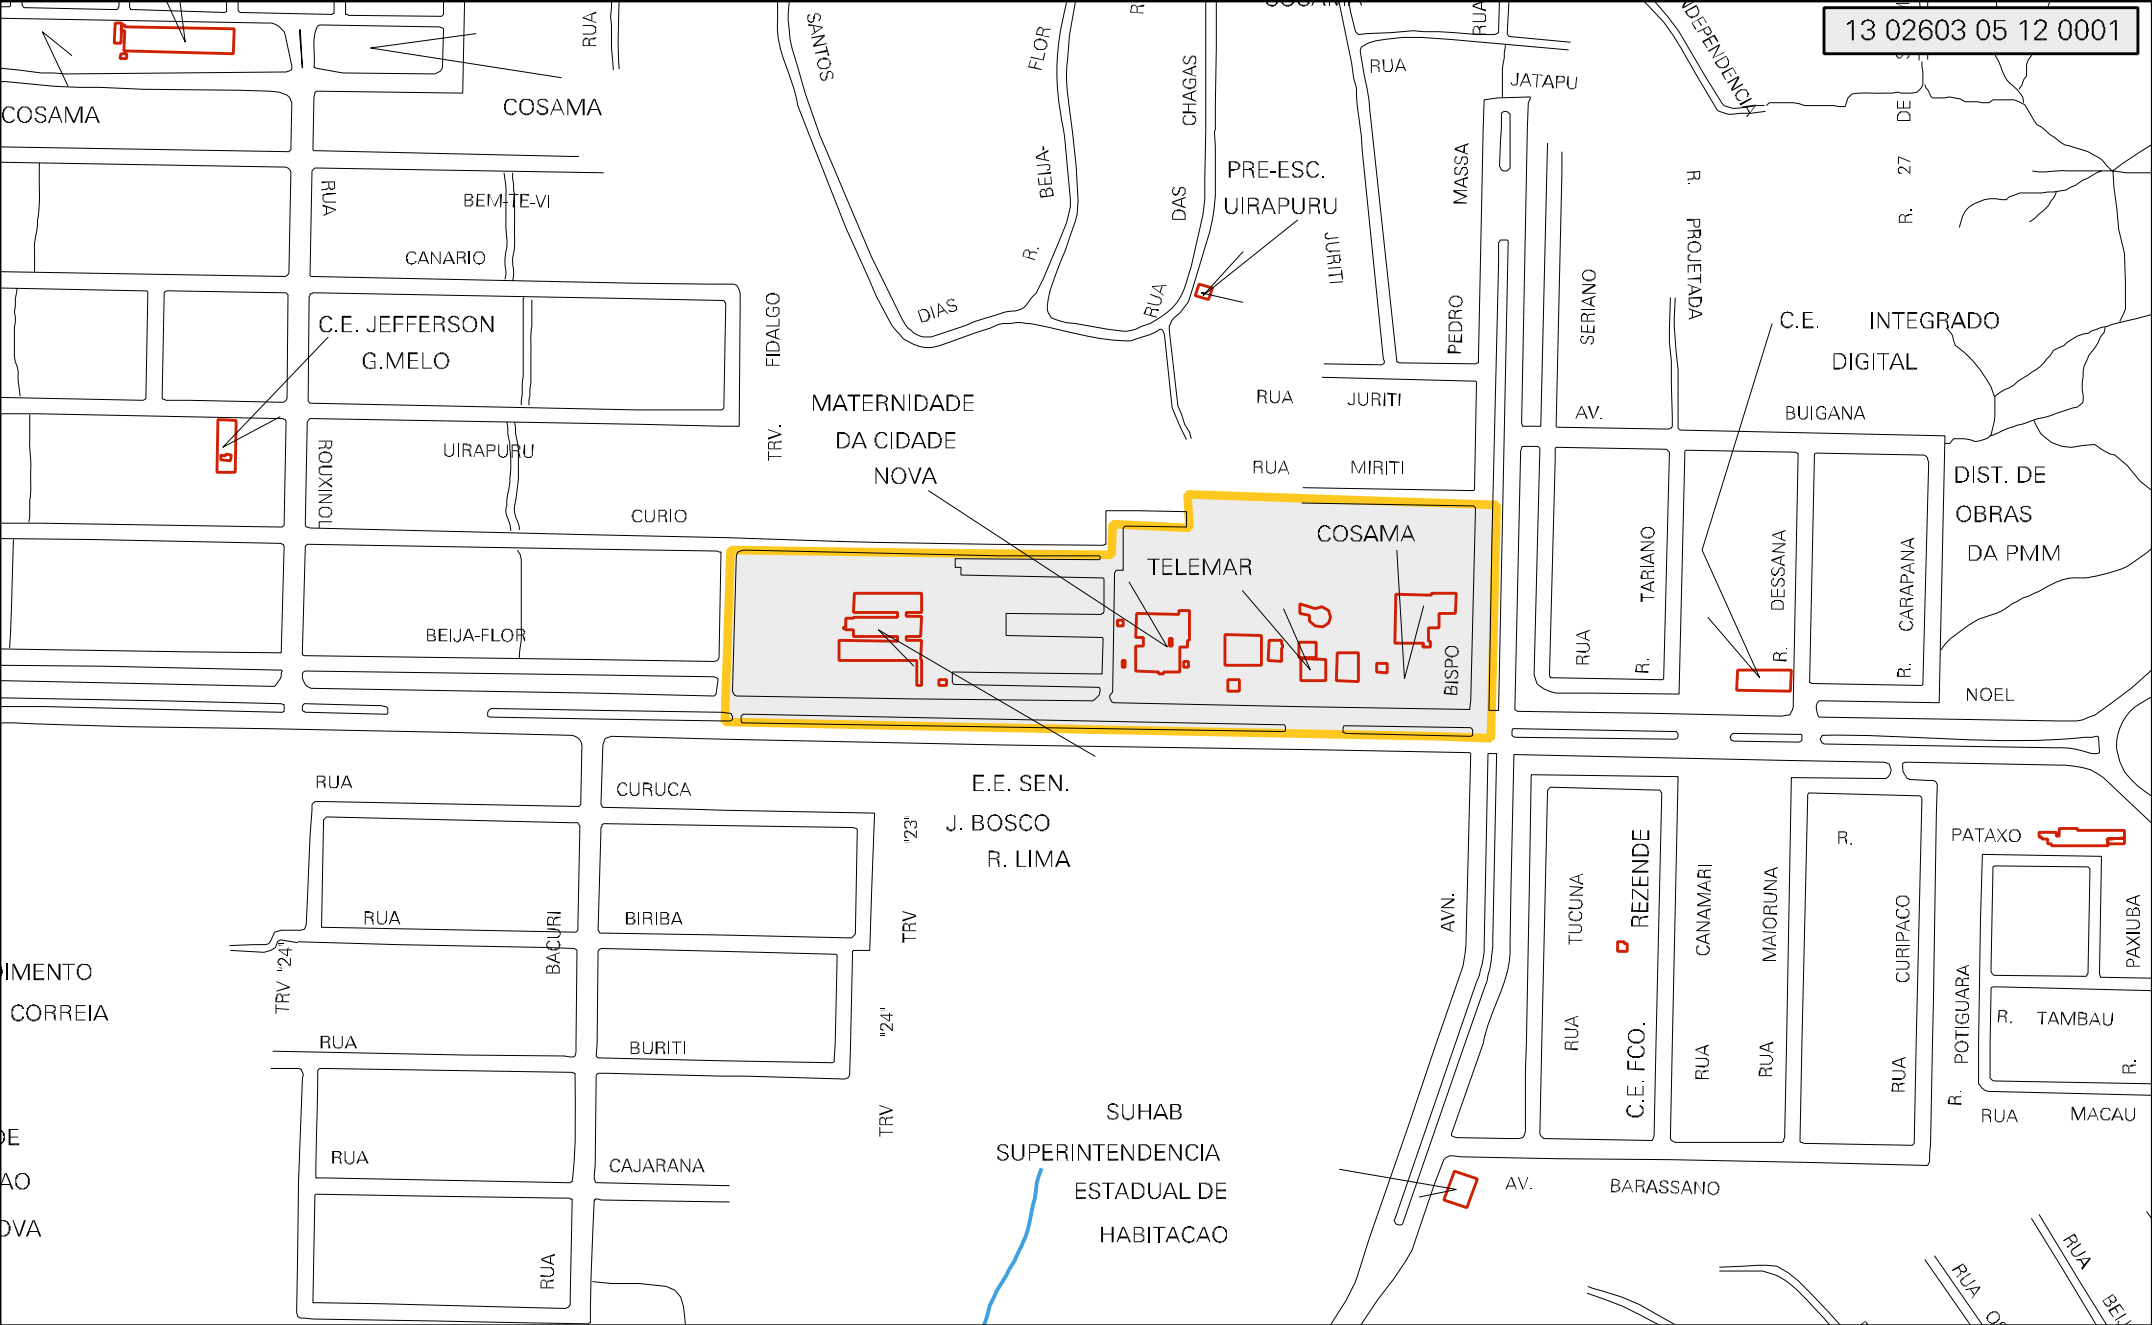 13 02603 05 12 0001
COSAMA
COSAMA
RUA
SANTOS
FLOR
BEIJA-
R.
DIAS
CHAGAS
DAS
RUA
RUA
RUA
JATAPU
INDEPENDENCIA
R. 27 DE
PRE-ESC.
UIRAPURU
JURITI
MASSA
PEDRO
SERIANO
R. PROJETADA
RUA
BEM-TE-VI
CANARIO
C.E. JEFFERSON
G.MELO
FIDALGO
TRV.
C.E. INTEGRADO
DIGITAL
MATERNIDADE
DA CIDADE
NOVA
RUA JURITI
AV. BUIGANA
ROUXINOL
UIRAPURU
RUA MIRITI
DIST. DE
OBRAS
DA PMM
CURIO
COSAMA
TELEMAR
BISPO
TARIANO
R.
RUA
DESSANA
R.
CARAPANA
R.
BEIJA-FLOR
NOEL
RUA CURUCA
E.E. SEN.
J. BOSCO
R. LIMA
"23"
TRV
RUA BIRIBA
BACURI
TRV "24"
AVN.
TUCUNA
RUA
REZENDE
C.E. FCO.
CANAMARI
RUA
MAIORUNA
RUA
R. PATAXO
CURIPACO
RUA
POTIGUARA
R.
PAXIUBA
R.
R. TAMBAU
RUA MACAU
CORREIA
RUA BURITI
"24"
TRV
SUHAB
SUPERINTENDENCIA
ESTADUAL DE
HABITACAO
RUA CAJARANA
AV. BARASSANO
RUA
RUA
RUA